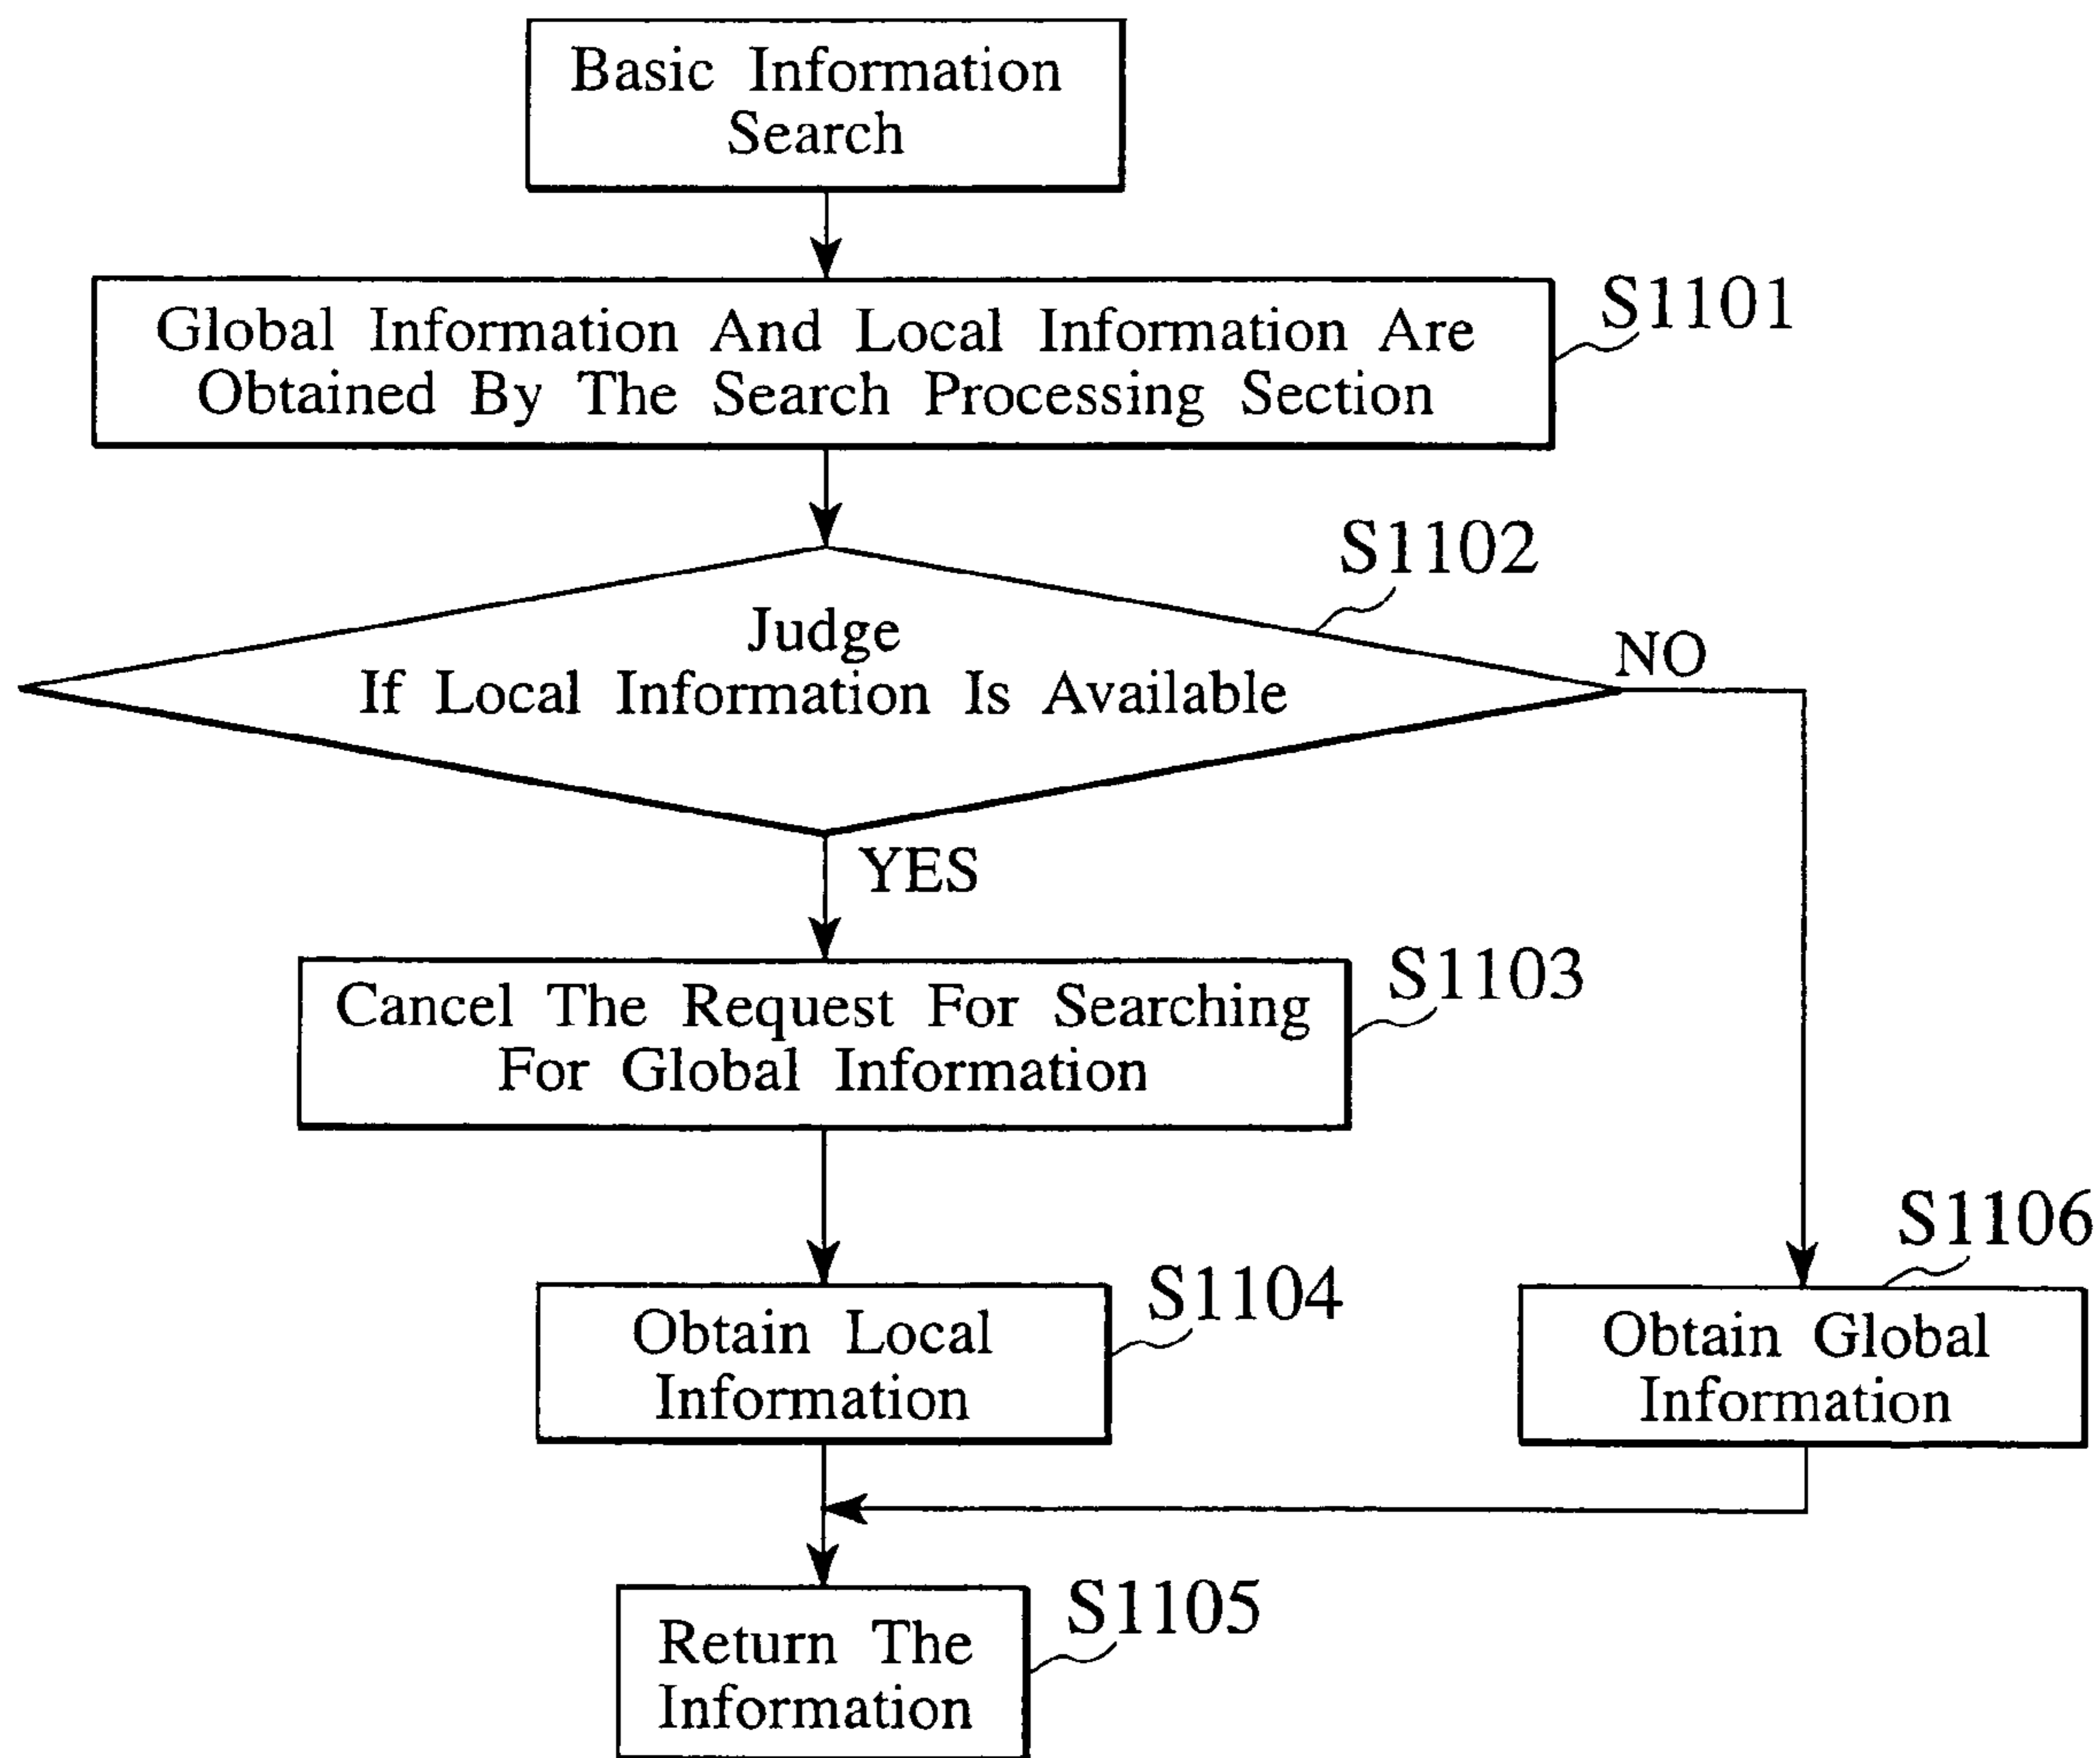 Basic Information
Search
Global Information And Local Information Are
Obtained By The Search Processing Section
S1101
S1102
Judge
If Local Information Is Available
NO
YES
Cancel The Request For Searching
For Global Information
S1103
Obtain Local
Information
S1104
Obtain Global
Information
S1106
Return The
Information
S1105